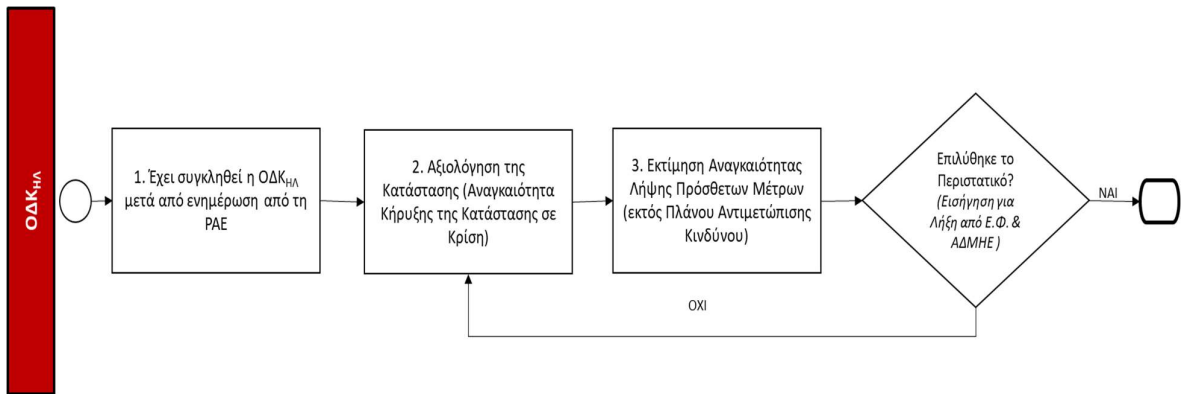 ΟΔΚΗΛ
1. Έχει συγκληθεί η ΟΔΚΗΛ
μετά από ενημέρωση από τη
ΡΑΕ
2. Αξιολόγηση της
Κατάστασης (Αναγκαιότητα
Κήρυξης της Κατάστασης σε
Κρίση)
3. Εκτίμηση Αναγκαιότητας
Λήψης Πρόσθετων Μέτρων
(εκτός Πλάνου Αντιμετώπισης
Κινδύνου)
Επιλύθηκε το
Περιστατικό?
(Εισήγηση για
Λήξη από Ε.Φ. &
ΑΔΜΗΕ )
ΝΑΙ
ΟΧΙ